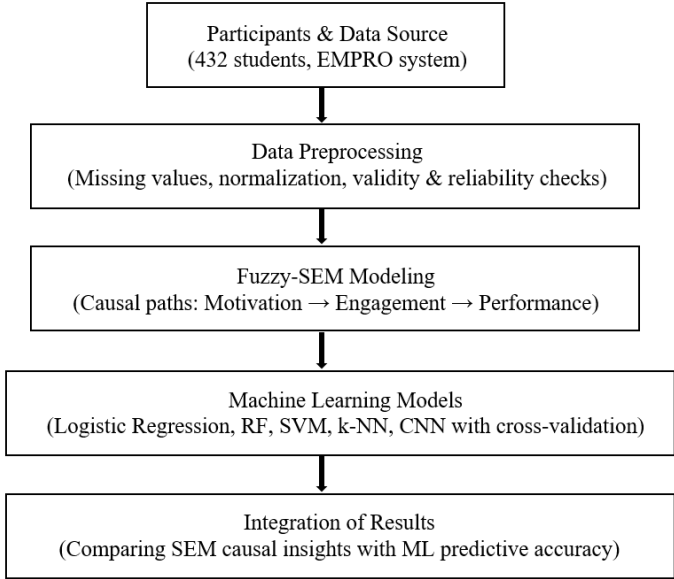 Participants & Data Source
(432 students, EMPRO system)
Data Preprocessing
(Missing values, normalization, validity & reliability checks)
Fuzzy-SEM Modeling
(Causal paths: Motivation → Engagement → Performance)
Machine Learning Models
(Logistic Regression, RF, SVM, k-NN, CNN with cross-validation)
Integration of Results
(Comparing SEM causal insights with ML predictive accuracy)